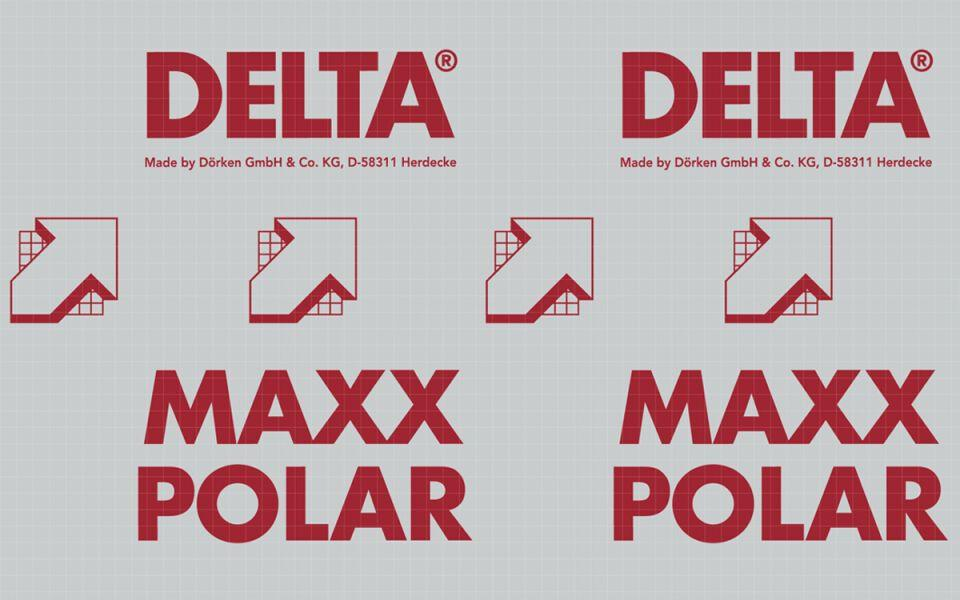 DELTA® DELTA®
Made by Dörken GmbH & Co. KG, D-58311 Herdecke Made by Dörken GmbH & Co. KG, D-58311 Herdecke
MAXX MAXX
POLAR POLAR